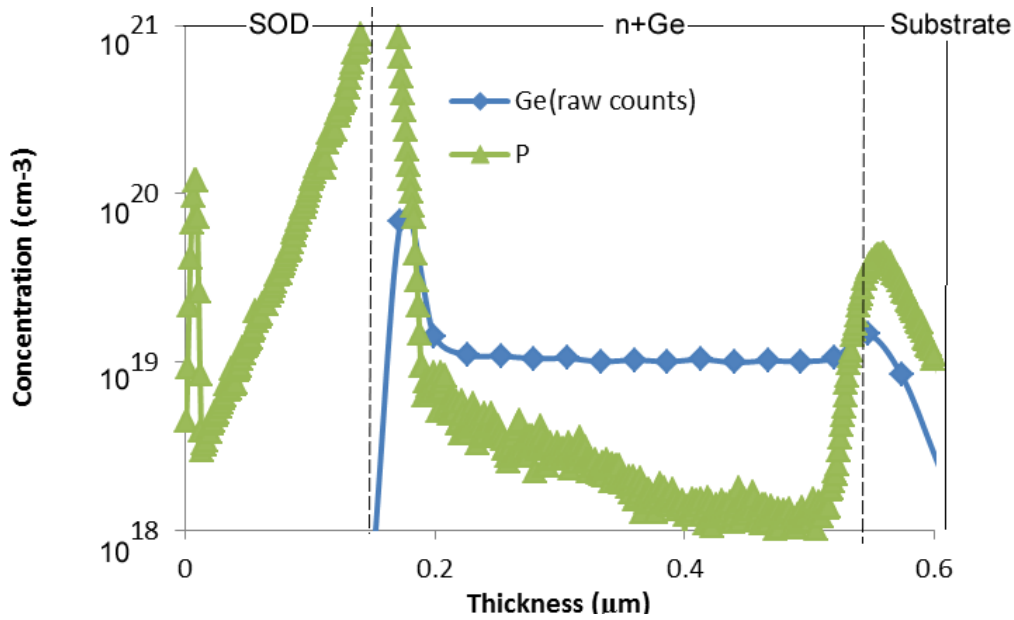 SOD n+Ge Substrate
10 21
10 20
10 19
10 18
Concentration (cm-3)
Ge(raw counts)
P
0 0.2 0.4 0.6
Thickness (μm)